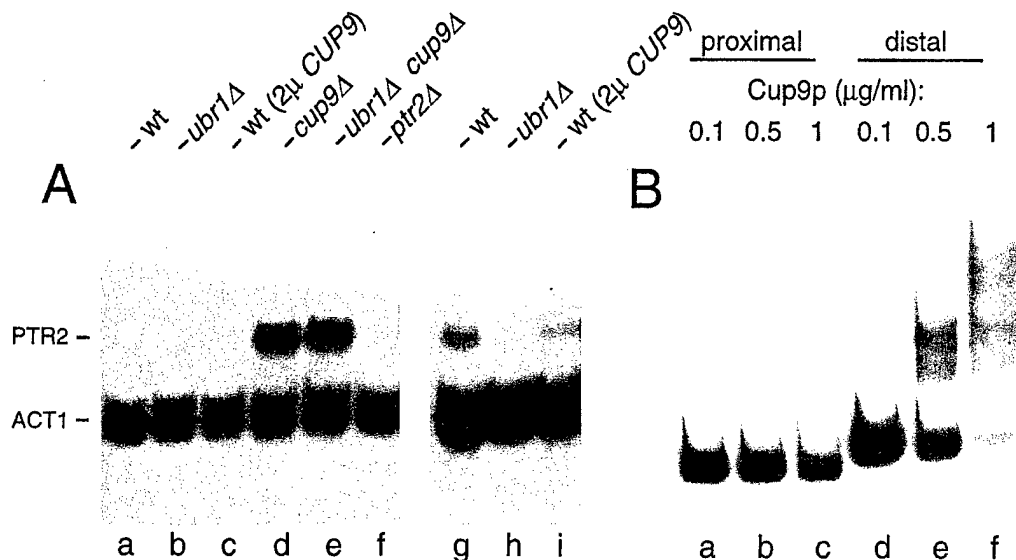 – wt
– ubr1Δ
– wt (2μ CUP9)
– cup9Δ
– ubr1Δ cup9Δ
– ptr2Δ
– wt
– ubr1Δ
– wt (2μ CUP9)
proximal distal
Cup9p (μg/ml):
0.1 0.5 1 0.1 0.5 1
A
B
PTR2 –
ACT1 –
a b c d e f g h i
a b c d e f